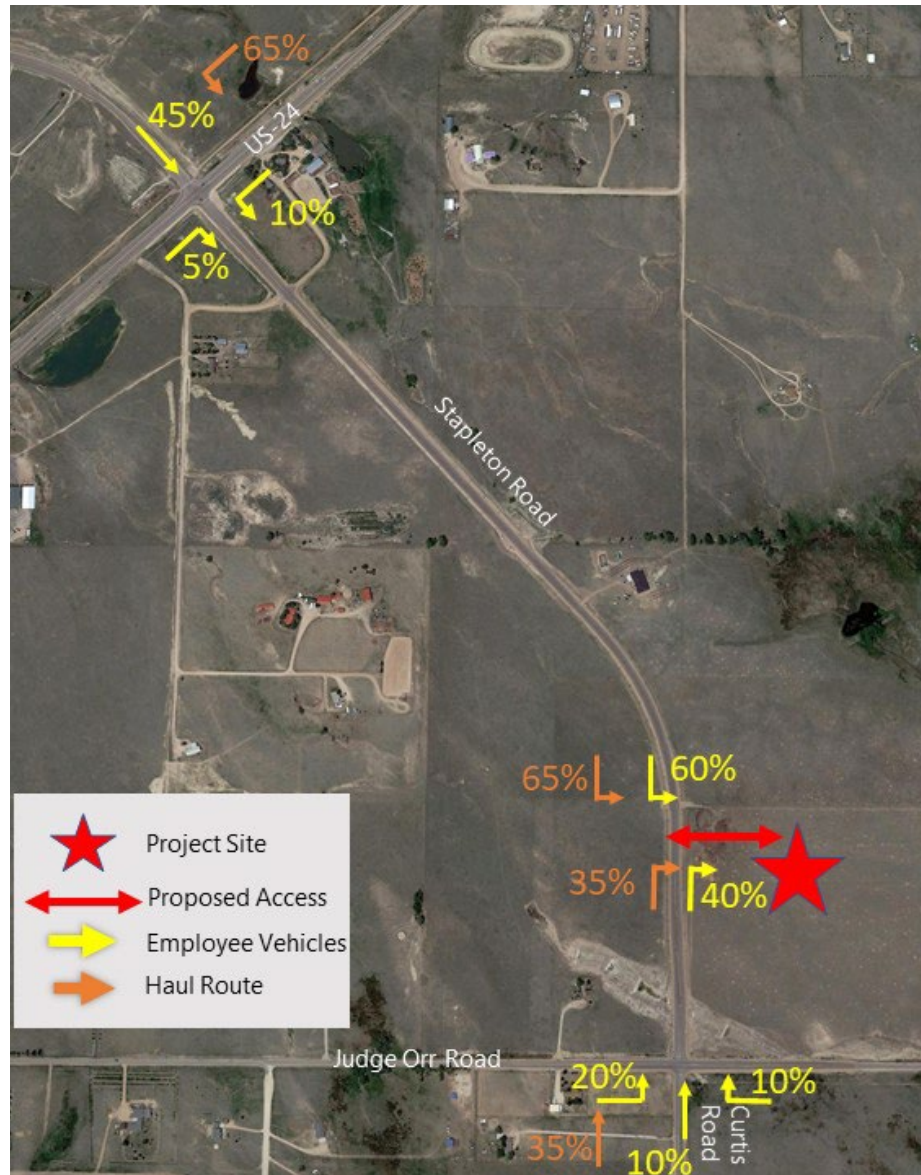 65%
45%
US-24
10%
5%
Stapleton Road
65%
60%
35%
40%
Project Site
Proposed Access
Employee Vehicles
Haul Route
Judge Orr Road
20%
10%
Curtis
Road
35%
10%